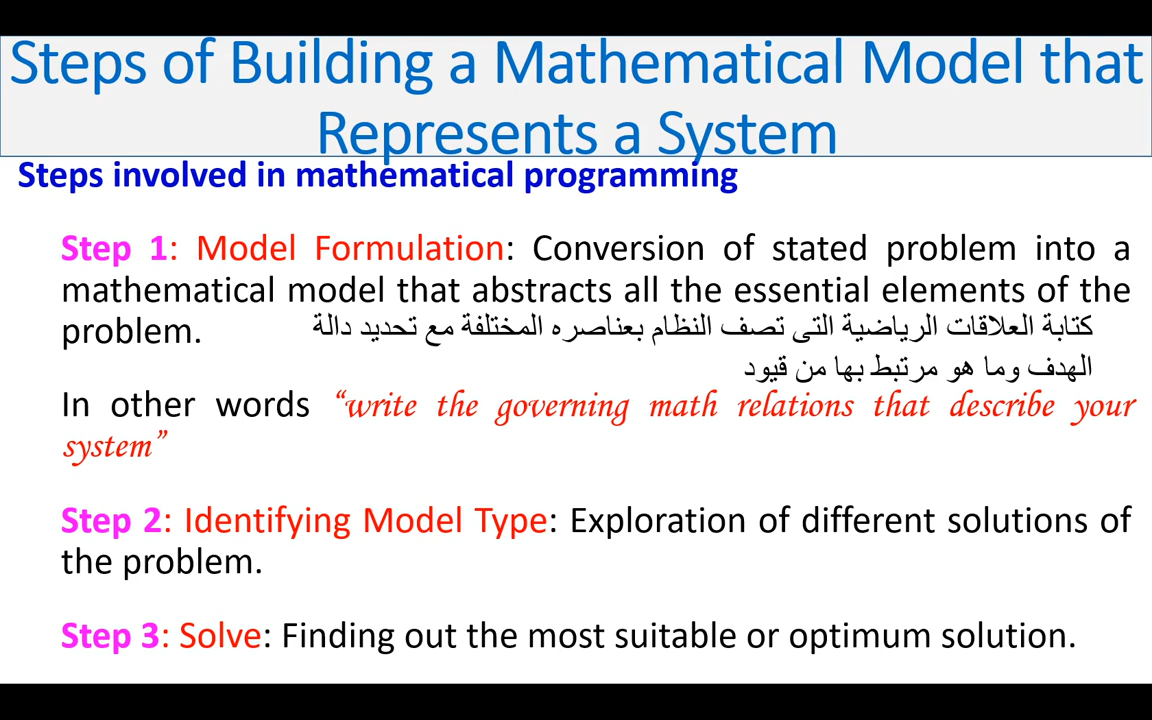 Steps of Building a Mathematical Model that
Represents a System
Steps involved in mathematical programming
Step 1: Model Formulation: Conversion of stated problem into a
mathematical model that abstracts all the essential elements of the
problem.
كتابة العلاقات الرياضية التى تصف النظام بعناصره المختلفة مع تحديد دالة
الهدف وما هو مرتبط بها من قيود
In other words “write the governing math relations that describe your
system”
Step 2: Identifying Model Type: Exploration of different solutions of
the problem.
Step 3: Solve: Finding out the most suitable or optimum solution.